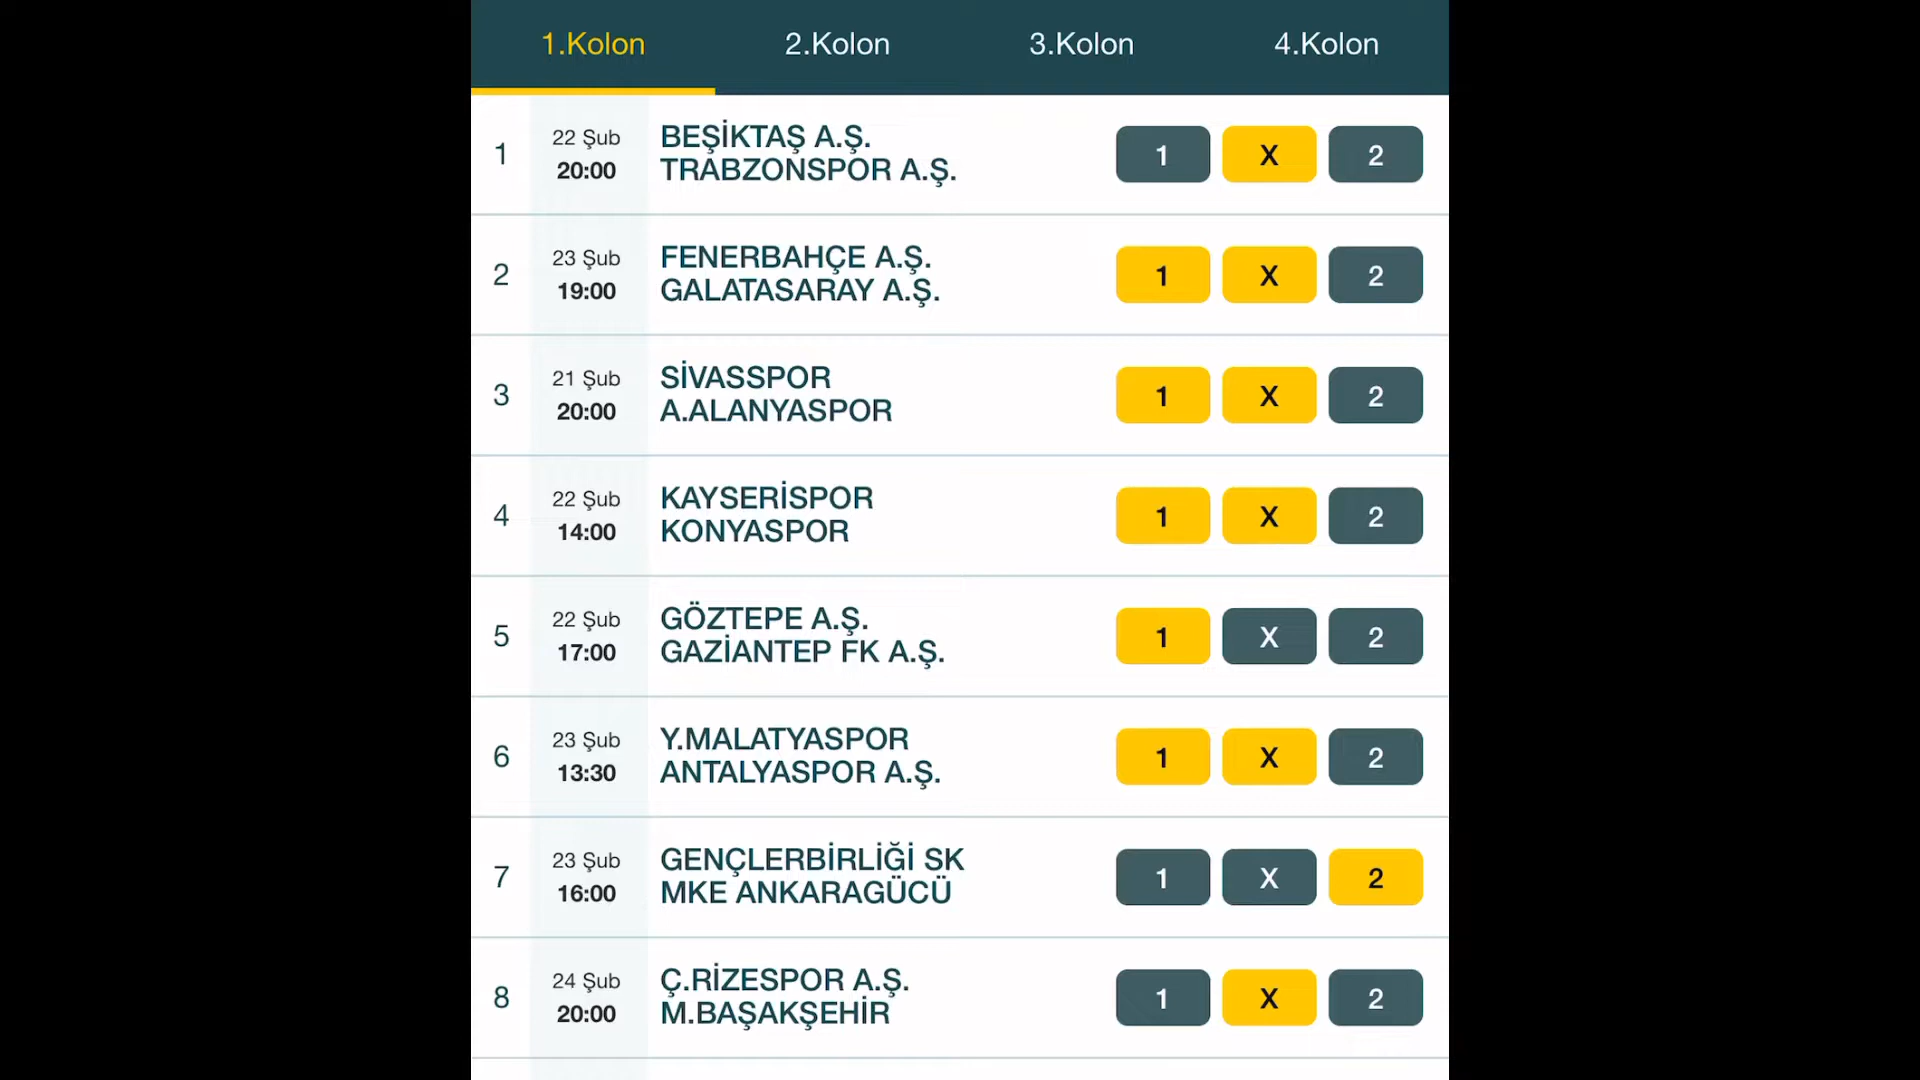 1.Kolon 2.Kolon 3.Kolon 4.Kolon
1
22 Şub
20:00
BEŞİKTAŞ A.Ş.
TRABZONSPOR A.Ş.
1 X 2
2
23 Şub
19:00
FENERBAHÇE A.Ş.
GALATASARAY A.Ş.
1 X 2
3
21 Şub
20:00
SİVASSPOR
A.ALANYASPOR
1 X 2
4
22 Şub
14:00
KAYSERİSPOR
KONYASPOR
1 X 2
5
22 Şub
17:00
GÖZTEPE A.Ş.
GAZİANTEP FK A.Ş.
1 X 2
6
23 Şub
13:30
Y.MALATYASPOR
ANTALYASPOR A.Ş.
1 X 2
7
23 Şub
16:00
GENÇLERBİRLİĞİ SK
MKE ANKARAGÜCÜ
1 X 2
8
24 Şub
20:00
Ç.RİZESPOR A.Ş.
M.BAŞAKŞEHİR
1 X 2